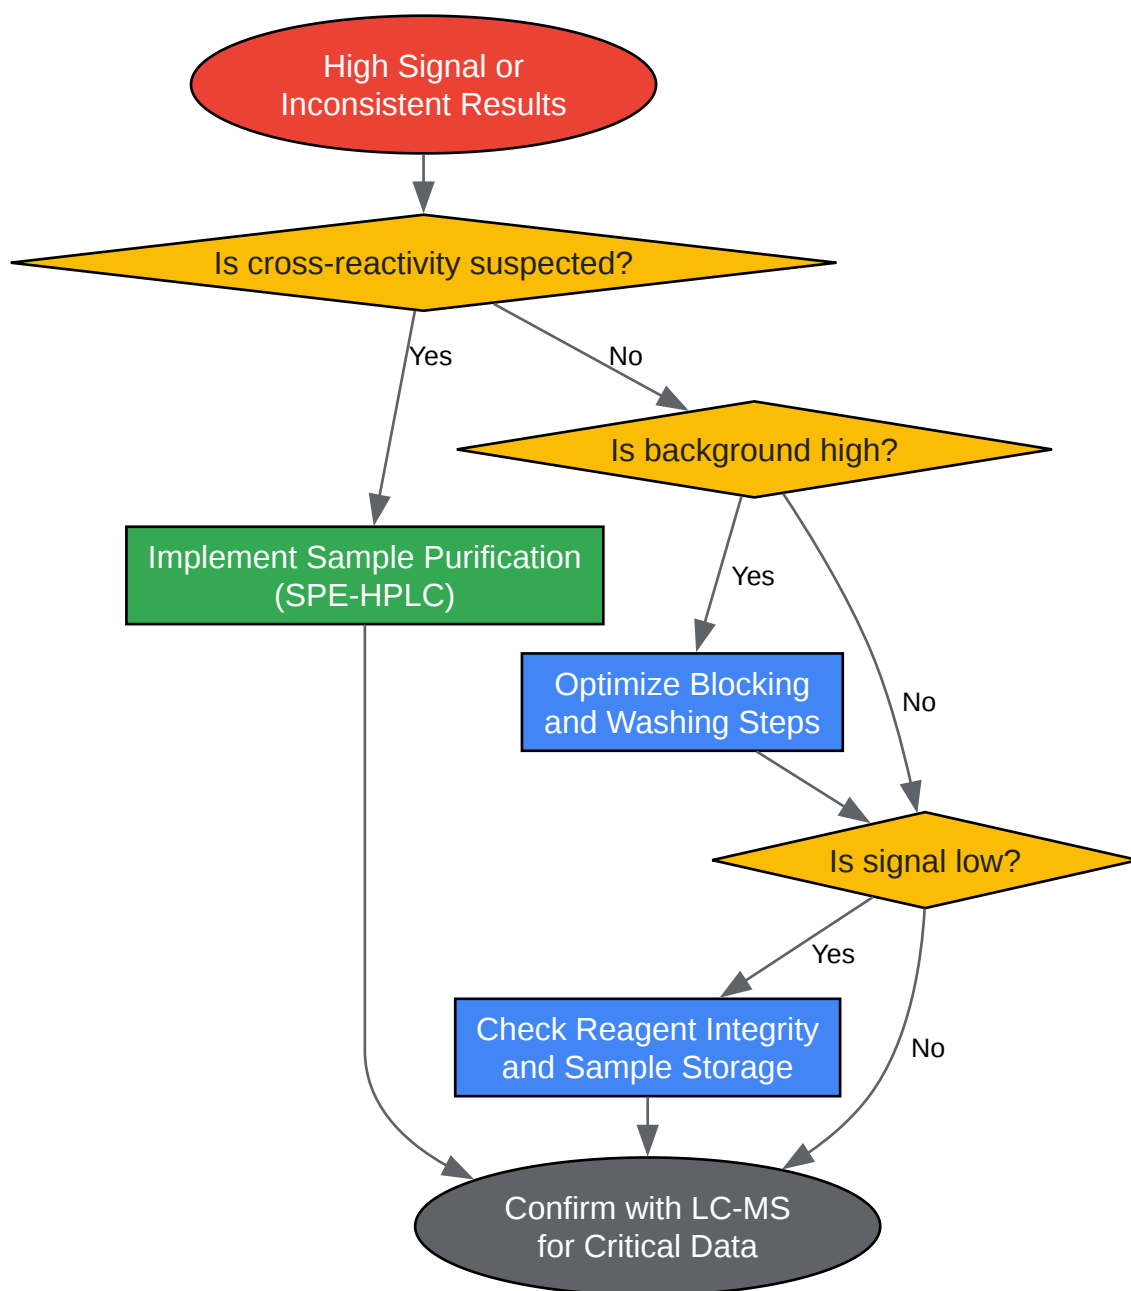 High Signal or
Inconsistent Results
Is cross-reactivity suspected?
Yes
No
Is background high?
Implement Sample Purification
(SPE-HPLC)
Yes
Optimize Blocking
and Washing Steps
No
Is signal low?
Yes
Check Reagent Integrity
and Sample Storage
No
Confirm with LC-MS
for Critical Data